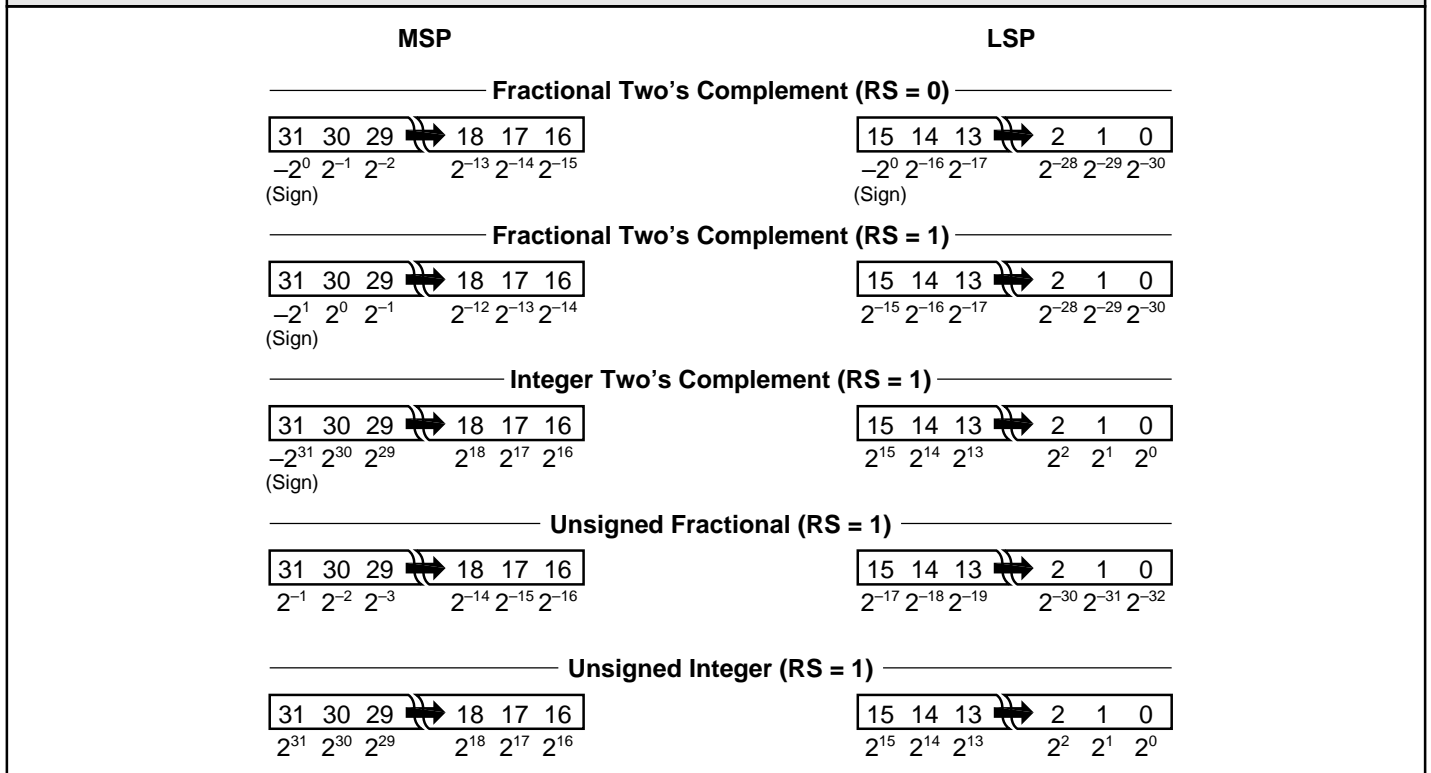 MSP LSP
Fractional Two’s Complement (RS = 0)
31 30 29 18 17 16 15 14 13 2 1 0
–2⁰ 2⁻¹ 2⁻² 2⁻¹³ 2⁻¹⁴ 2⁻¹⁵ –2⁰ 2⁻¹⁶ 2⁻¹⁷ 2⁻²⁸ 2⁻²⁹ 2⁻³⁰
(Sign) (Sign)
Fractional Two’s Complement (RS = 1)
31 30 29 18 17 16 15 14 13 2 1 0
–2¹ 2⁰ 2⁻¹ 2⁻¹² 2⁻¹³ 2⁻¹⁴ 2⁻¹⁵ 2⁻¹⁶ 2⁻¹⁷ 2⁻²⁸ 2⁻²⁹ 2⁻³⁰
(Sign)
Integer Two’s Complement (RS = 1)
31 30 29 18 17 16 15 14 13 2 1 0
–2³¹ 2³⁰ 2²⁹ 2¹⁸ 2¹⁷ 2¹⁶ 2¹⁵ 2¹⁴ 2¹³ 2² 2¹ 2⁰
(Sign)
Unsigned Fractional (RS = 1)
31 30 29 18 17 16 15 14 13 2 1 0
2⁻¹ 2⁻² 2⁻³ 2⁻¹⁴ 2⁻¹⁵ 2⁻¹⁶ 2⁻¹⁷ 2⁻¹⁸ 2⁻¹⁹ 2⁻³⁰ 2⁻³¹ 2⁻³²
Unsigned Integer (RS = 1)
31 30 29 18 17 16 15 14 13 2 1 0
2³¹ 2³⁰ 2²⁹ 2¹⁸ 2¹⁷ 2¹⁶ 2¹⁵ 2¹⁴ 2¹³ 2² 2¹ 2⁰